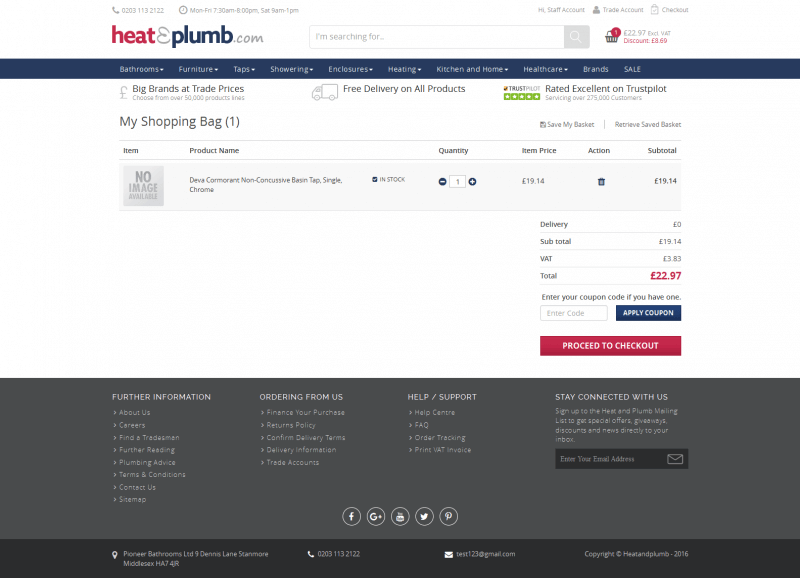 0203 113 2122 Mon-Fri 7:30am-8:00pm, Sat 9am-1pm Hi, Staff Account Trade Account Checkout
heat&plumb.com I'm searching for... 1 £22.97 Excl. VAT
Discount: £8.69
Bathrooms Furniture Taps Showering Enclosures Heating Kitchen and Home Healthcare Brands SALE
Big Brands at Trade Prices
Choose from over 50,000 products lines
Free Delivery on All Products
TRUSTPILOT
Rated Excellent on Trustpilot
Servicing over 275,000 Customers
My Shopping Bag (1)
Save My Basket | Retrieve Saved Basket
Item Product Name Quantity Item Price Action Subtotal
NO
IMAGE
AVAILABLE
Deva Cormorant Non-Concussive Basin Tap, Single,
Chrome
IN STOCK 1 £19.14 £19.14
Delivery £0
Sub total £19.14
VAT £3.83
Total £22.97
Enter your coupon code if you have one.
Enter Code APPLY COUPON
PROCEED TO CHECKOUT
FURTHER INFORMATION
About Us
Careers
Find a Tradesman
Further Reading
Plumbing Advice
Terms & Conditions
Contact Us
Sitemap
ORDERING FROM US
Finance Your Purchase
Returns Policy
Confirm Delivery Terms
Delivery Information
Trade Accounts
HELP / SUPPORT
Help Centre
FAQ
Order Tracking
Print VAT Invoice
STAY CONNECTED WITH US
Sign up to the Heat and Plumb Mailing
List to get special offers, giveaways,
discounts and news directly to your
inbox.
Enter Your Email Address
Pioneer Bathrooms Ltd 9 Dennis Lane Stanmore
Middlesex HA7 4JR
0203 113 2122
test123@gmail.com
Copyright © Heatandplumb - 2016